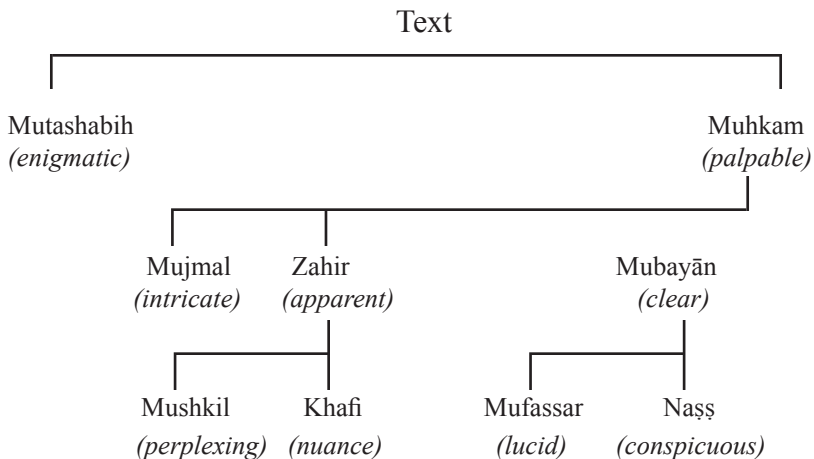 Text
Mutashabih
(enigmatic)
Muhkam
(palpable)
Mujmal
(intricate)
Zahir
(apparent)
Mubayān
(clear)
Mushkil
(perplexing)
Khafi
(nuance)
Mufassar
(lucid)
Naṣṣ
(conspicuous)